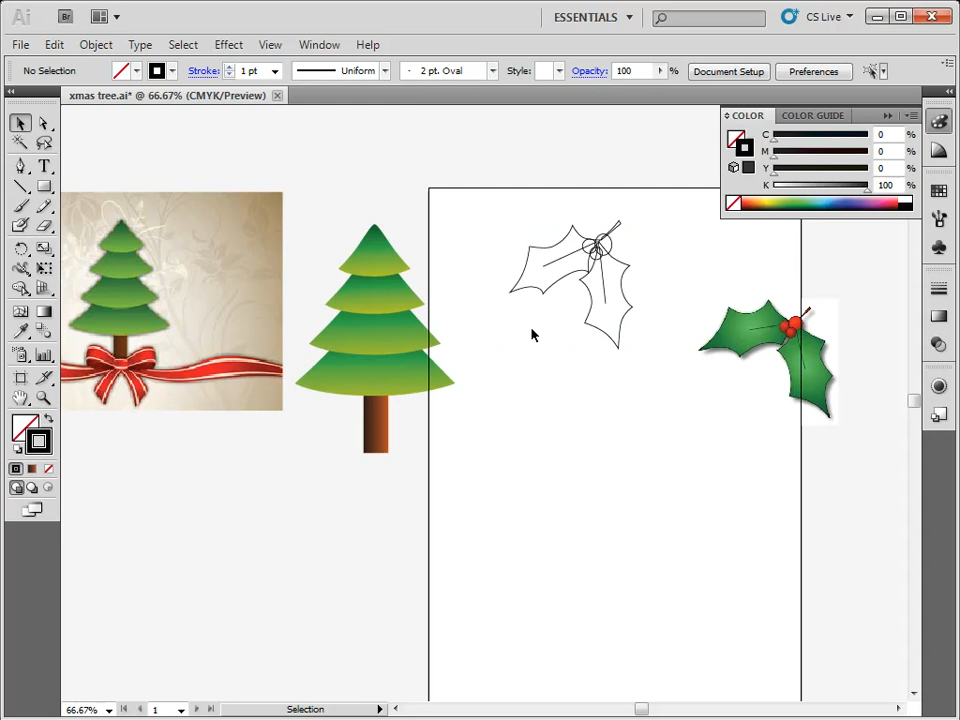 Ai Br ESSENTIALS CS Live
File Edit Object Type Select Effect View Window Help
No Selection Stroke: 1 pt Uniform 2 pt. Oval Style: Opacity: 100 % Document Setup Preferences
xmas tree.ai* @ 66.67% (CMYK/Preview)
COLOR COLOR GUIDE
C 0 %
M 0 %
Y 0 %
K 100 %
T
66.67% 1 Selection